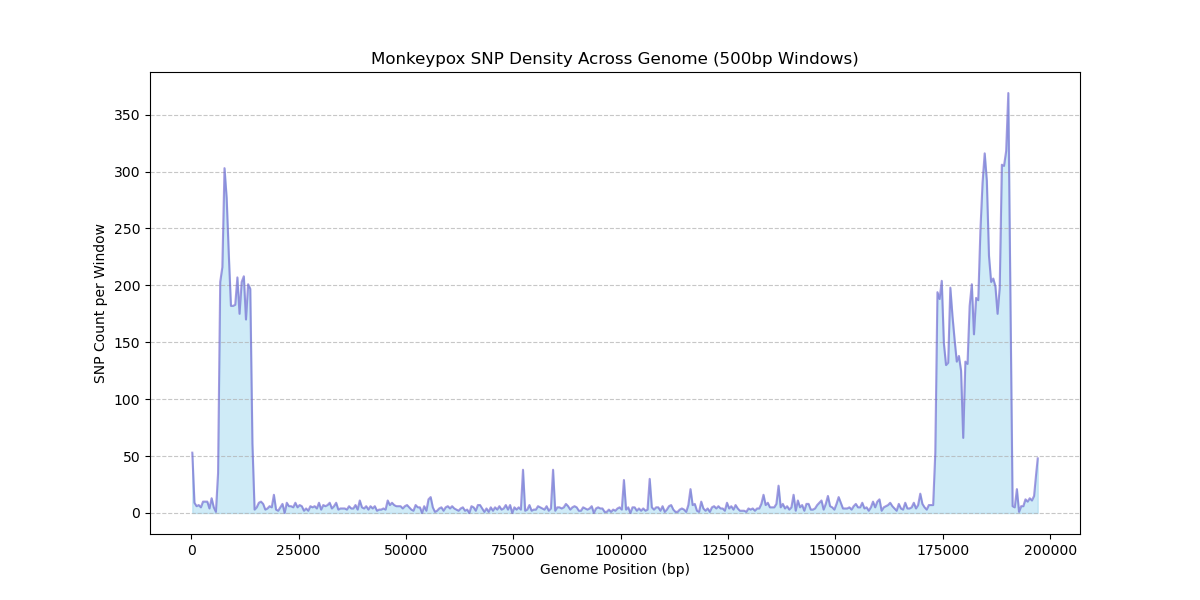 Monkeypox SNP Density Across Genome (500bp Windows)
SNP Count per Window
350
300
250
200
150
100
50
0
0 25000 50000 75000 100000 125000 150000 175000 200000
Genome Position (bp)